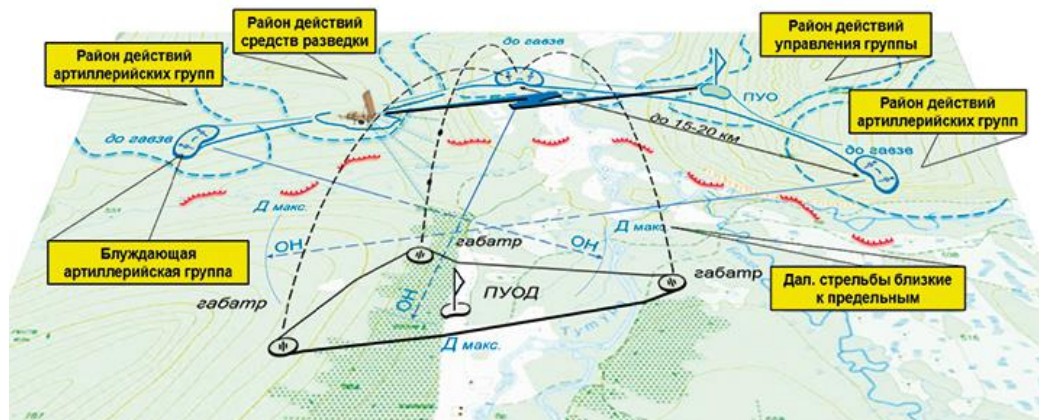 Район действий
средств разведки
Район действий
артиллерийских групп
Район действий
управления группы
Район действий
артиллерийских групп
до гавзв
ПУО
до гавзв
до гавзв
до 15-20 км
Д макс.
Д макс
ОН
ОН
ОН
Блуждающая
артиллерийская группа
габатр
габатр
габатр
ПУОД
Д макс.
Дал. стрельбы близкие
к предельным